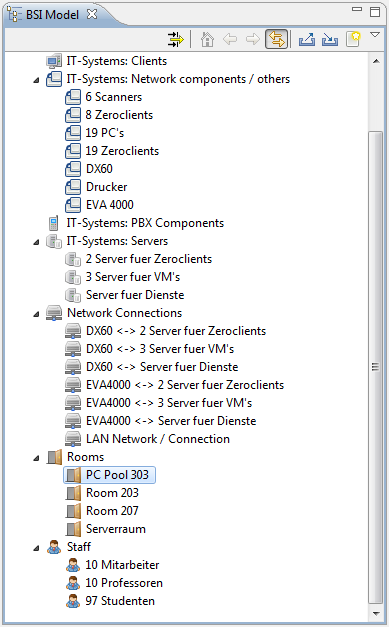 BSI Model
IT-Systems: Clients
IT-Systems: Network components / others
6 Scanners
8 Zeroclients
19 PC's
19 Zeroclients
DX60
Drucker
EVA 4000
IT-Systems: PBX Components
IT-Systems: Servers
2 Server fuer Zeroclients
3 Server fuer VM's
Server fuer Dienste
Network Connections
DX60 <-> 2 Server fuer Zeroclients
DX60 <-> 3 Server fuer VM's
DX60 <-> Server fuer Dienste
EVA4000 <-> 2 Server fuer Zeroclients
EVA4000 <-> 3 Server fuer VM's
EVA4000 <-> Server fuer Dienste
LAN Network / Connection
Rooms
PC Pool 303
Room 203
Room 207
Serverraum
Staff
10 Mitarbeiter
10 Professoren
97 Studenten